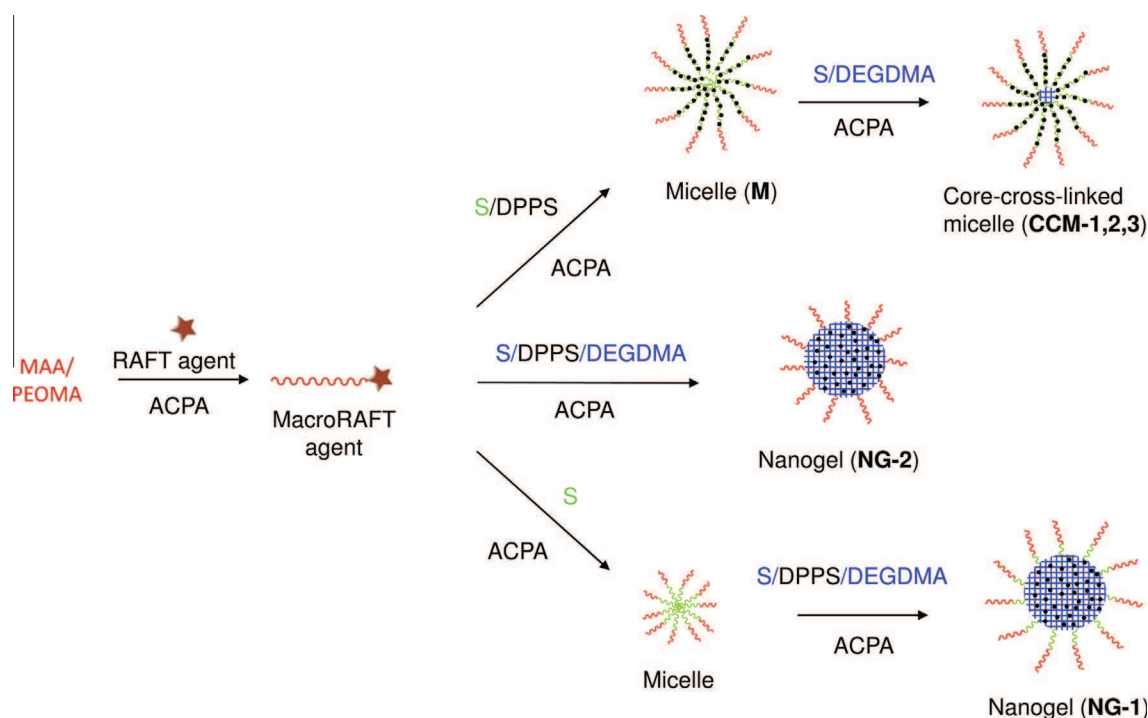 S/DEGDMA
ACPA
Micelle (M)
Core-cross-linked
micelle (CCM-1,2,3)
S/DPPS
ACPA
MAA/
PEOMA
RAFT agent
ACPA
MacroRAFT
agent
S/DPPS/DEGDMA
ACPA
Nanogel (NG-2)
S
ACPA
Micelle
S/DPPS/DEGDMA
ACPA
Nanogel (NG-1)